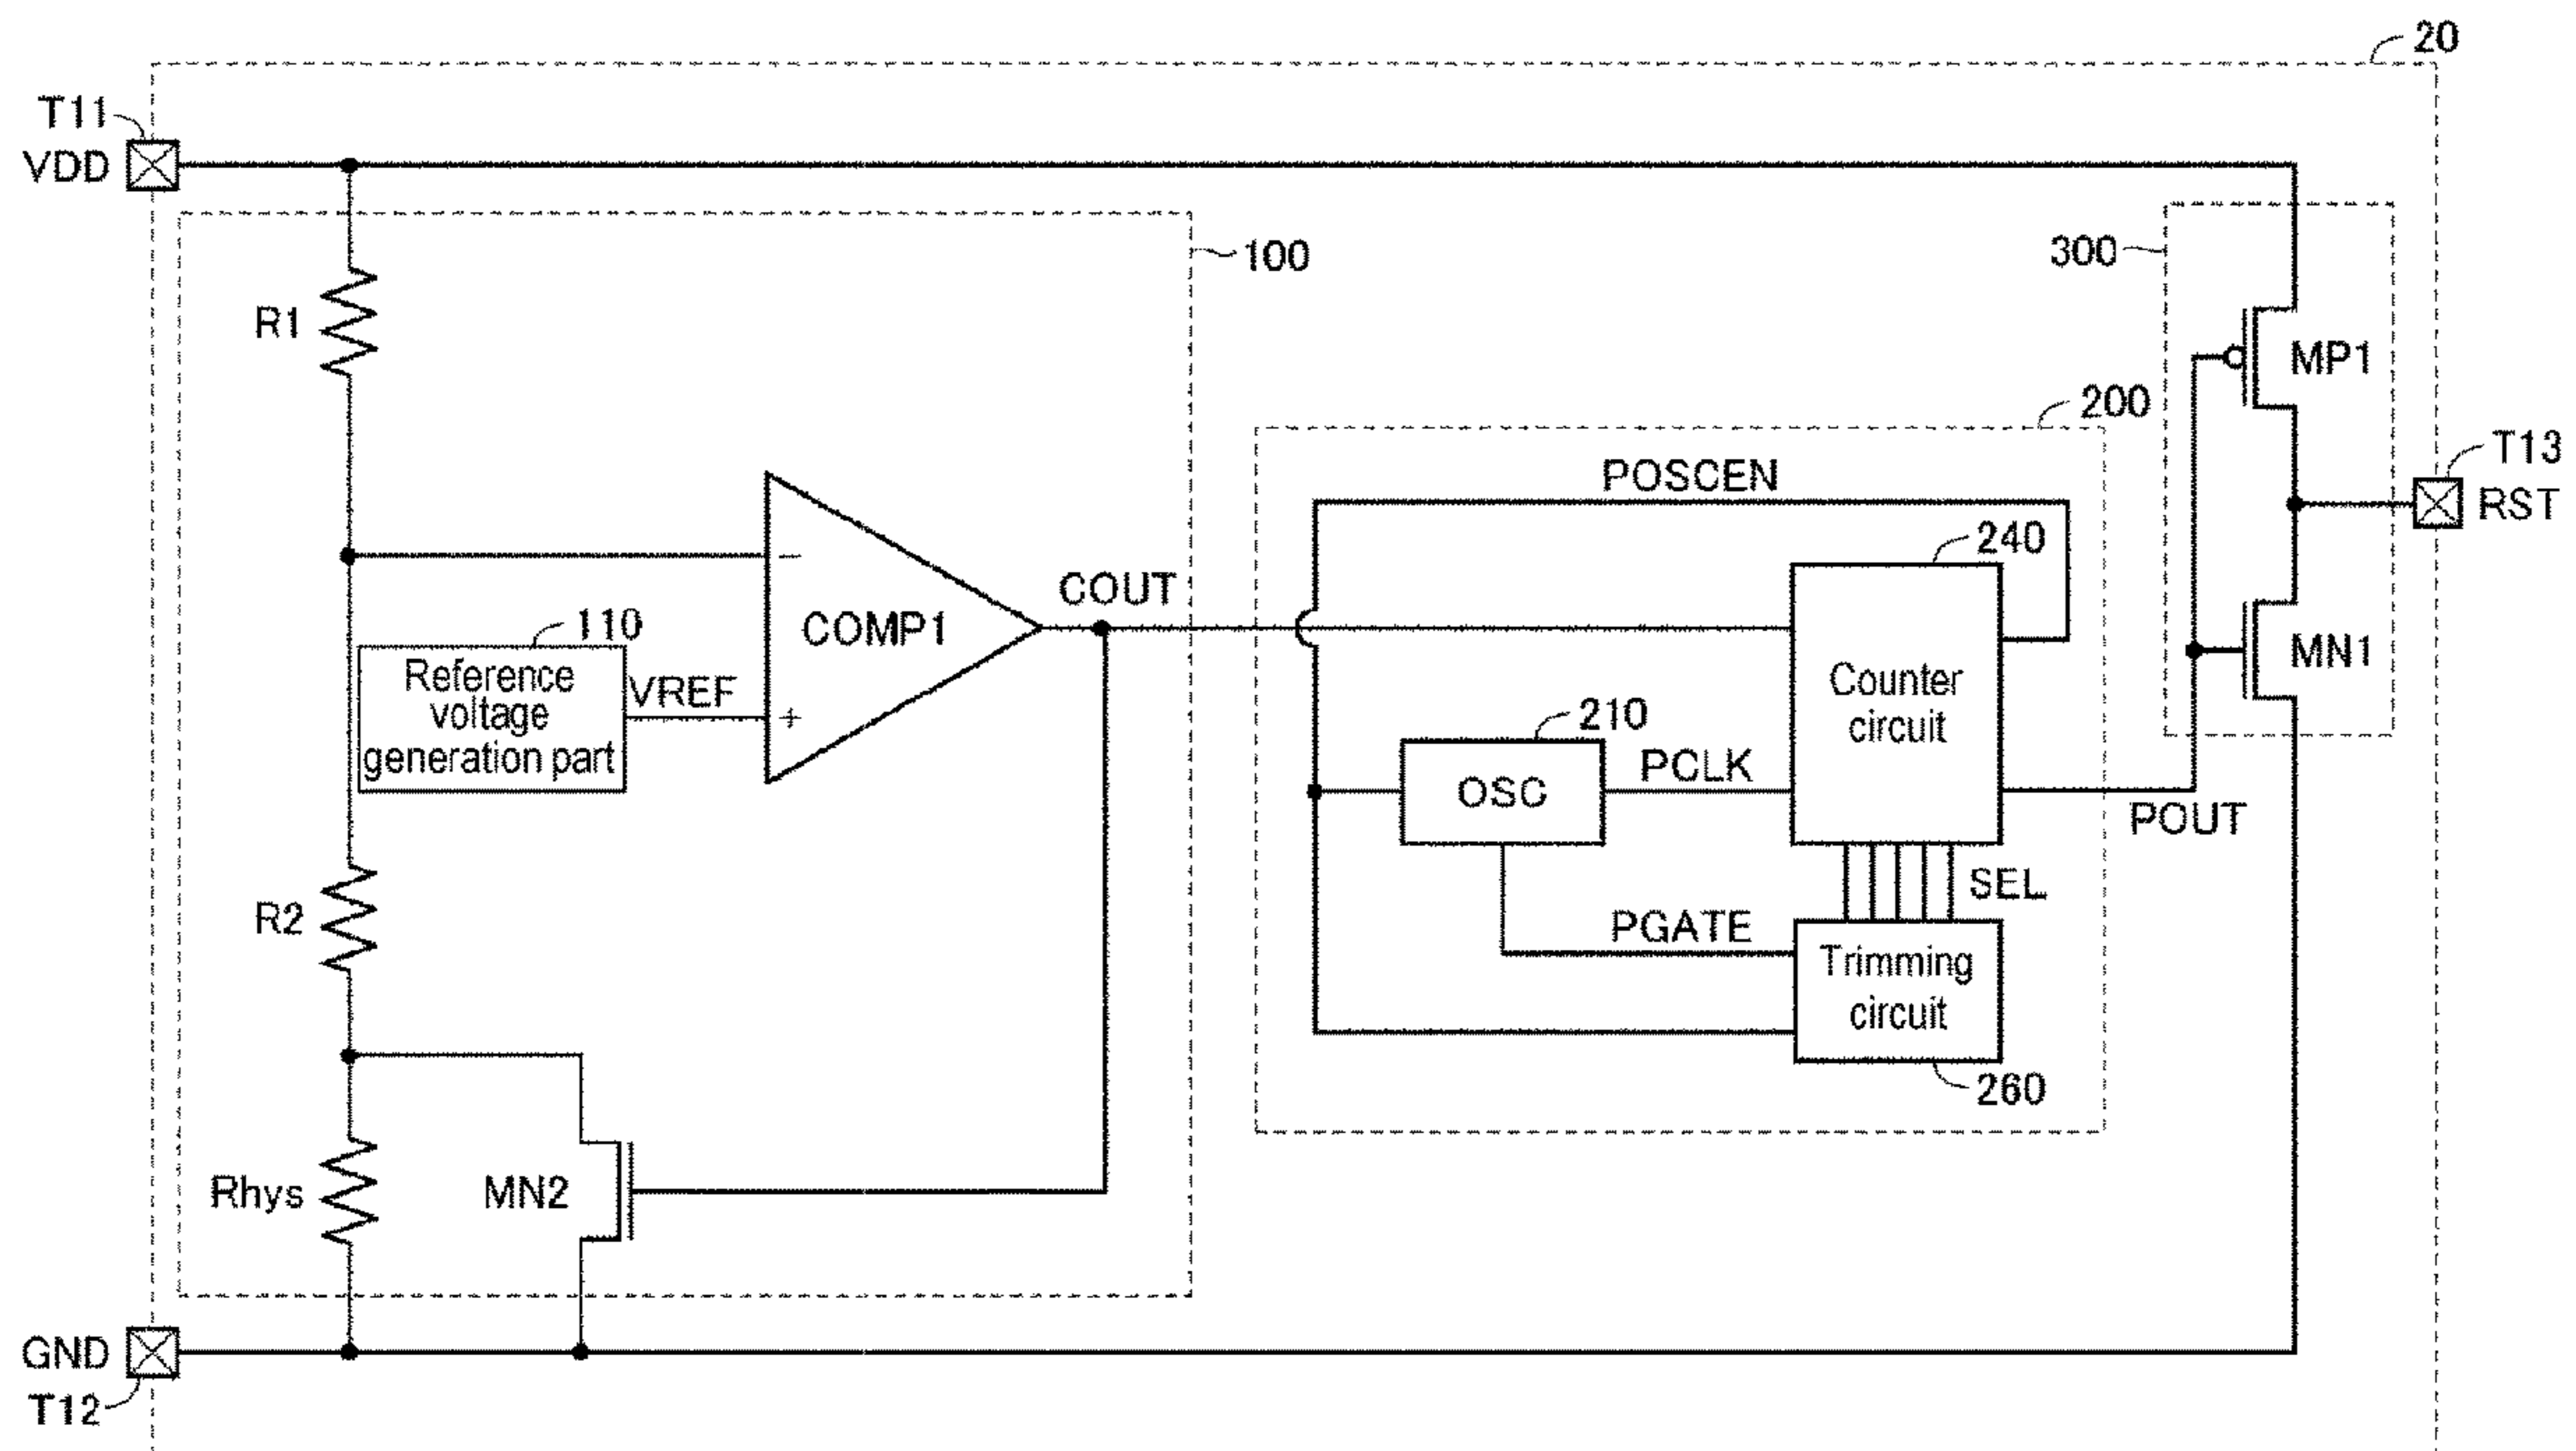 20
T11
VDD
100
300
R1
MP1
200
T13
RST
POSCEN
240
COUT
COMP1
110
Reference
voltage
generation part
VREF
MN1
Counter
circuit
210
OSC
PCLK
POUT
R2
SEL
PGATE
Trimming
circuit
260
Rhys
MN2
GND
T12